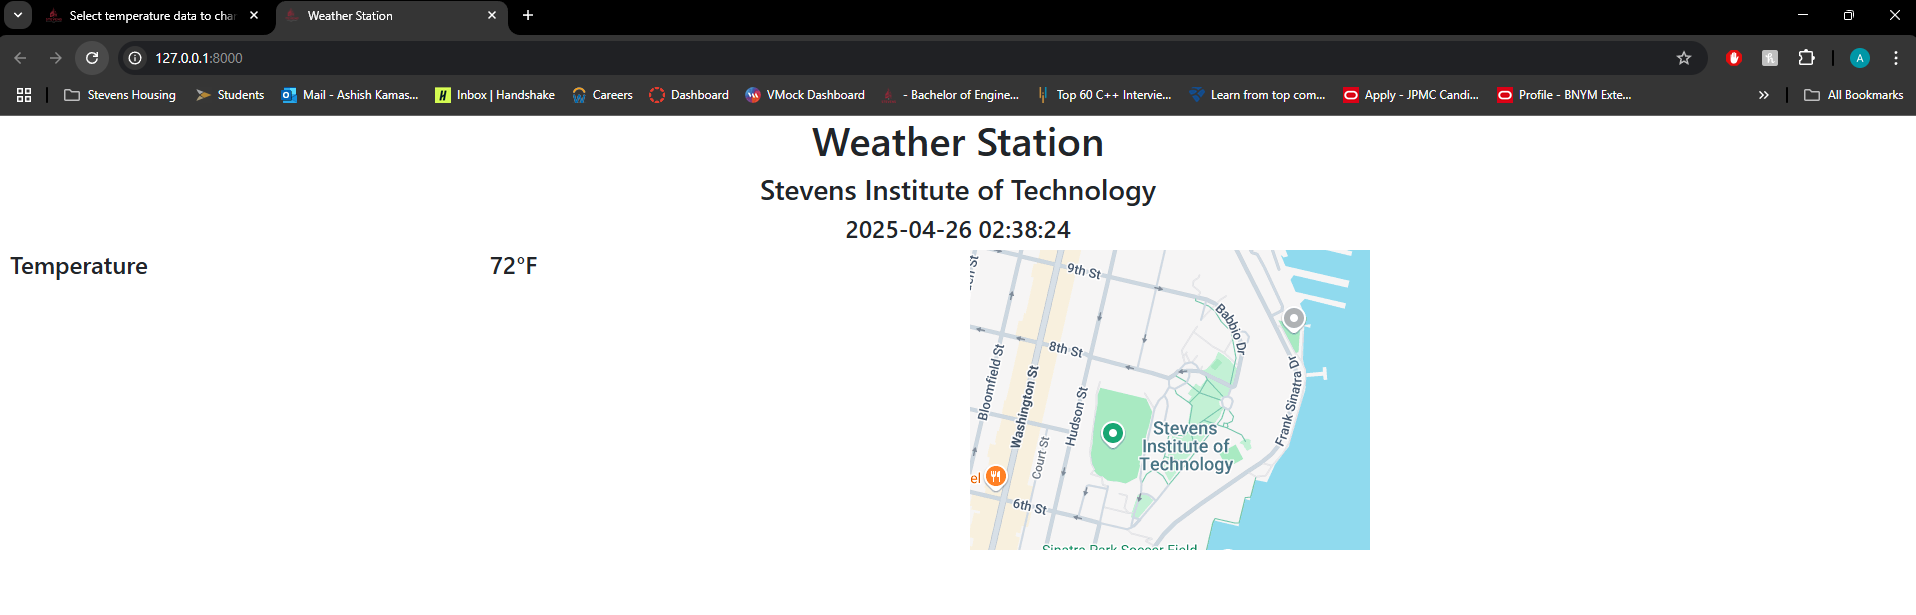 Select temperature data to cha
Weather Station
127.0.0.1:8000
A
Stevens Housing
Students
Mail - Ashish Kamas...
Inbox | Handshake
Careers
Dashboard
VMock Dashboard
- Bachelor of Engine...
Top 60 C++ Intervie...
Learn from top com...
Apply - JPMC Candi...
Profile - BNYM Exte...
All Bookmarks
Weather Station
Stevens Institute of Technology
2025-04-26 02:38:24
Temperature 72°F
9th St
Babbio Dr
8th St
Bloomfield St
Washington St
Hudson St
Court St
Frank Sinatra Dr
Stevens
Institute of
Technology
el
6th St
Sinatra Park Soccer Field